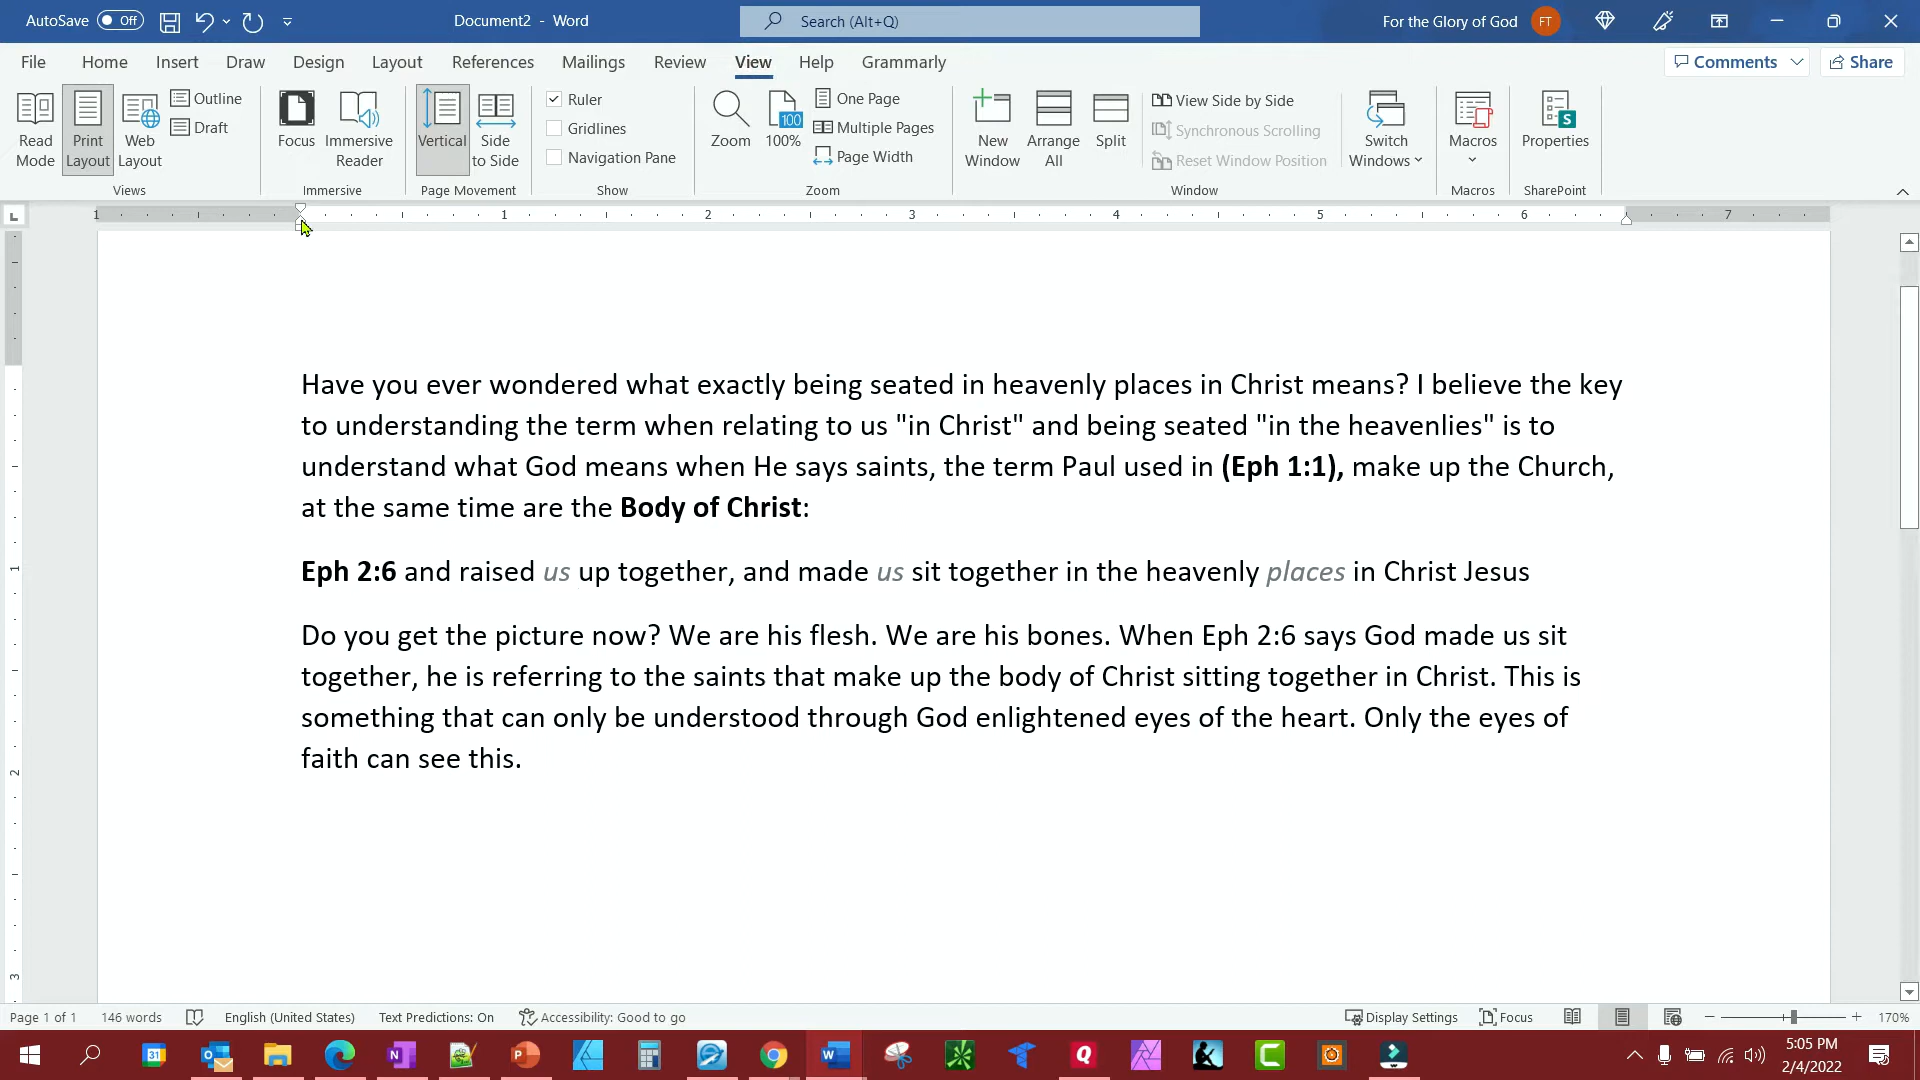 AutoSave Off
Document2 - Word
Search (Alt+Q)
For the Glory of God FT
File Home Insert Draw Design Layout References Mailings Review View Help Grammarly
Comments Share
Read Mode
Print Layout
Web Layout
Outline
Draft
Views
Focus
Immersive Reader
Immersive
Vertical
Side to Side
Page Movement
Ruler
Gridlines
Navigation Pane
Show
Zoom
100 100%
One Page
Multiple Pages
Page Width
Zoom
New Window
Arrange All
Split
View Side by Side
Synchronous Scrolling
Reset Window Position
Switch Windows
Window
Macros
Macros
S Properties
SharePoint
L 1 1 2 3 4 5 6 7
Have you ever wondered what exactly being seated in heavenly places in Christ means? I believe the key
to understanding the term when relating to us "in Christ" and being seated "in the heavenlies" is to
understand what God means when He says saints, the term Paul used in (Eph 1:1), make up the Church,
at the same time are the Body of Christ:
Eph 2:6 and raised us up together, and made us sit together in the heavenly places in Christ Jesus
Do you get the picture now? We are his flesh. We are his bones. When Eph 2:6 says God made us sit
together, he is referring to the saints that make up the body of Christ sitting together in Christ. This is
something that can only be understood through God enlightened eyes of the heart. Only the eyes of
faith can see this.
1
2
3
Page 1 of 1 146 words English (United States) Text Predictions: On Accessibility: Good to go Display Settings Focus 170%
31 N P W Q C
5:05 PM
2/4/2022